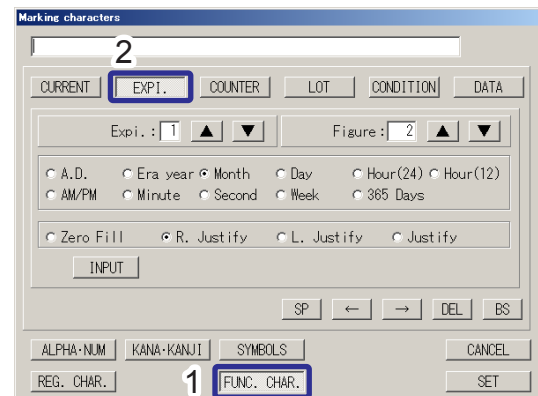 Marking characters
2
CURRENT EXPI. COUNTER LOT CONDITION DATA
Expi.: 1 ▲ ▼ Figure: 2 ▲ ▼
A.D. Era year Month Day Hour(24) Hour(12)
AM/PM Minute Second Week 365 Days
Zero Fill R. Justify L. Justify Justify
INPUT
SP ← → DEL BS
ALPHA·NUM KANA·KANJI SYMBOLS CANCEL
REG. CHAR. 1 FUNC. CHAR. SET